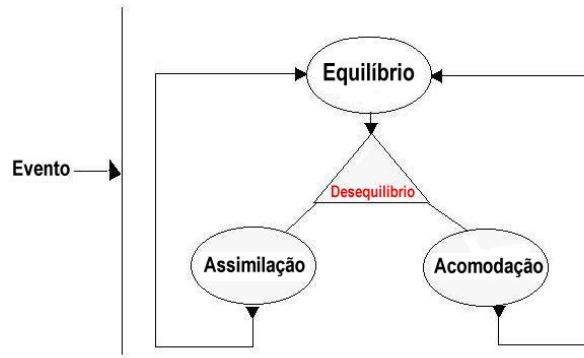 Equilíbrio
Evento
Desequilíbrio
Assimilação
Acomodação